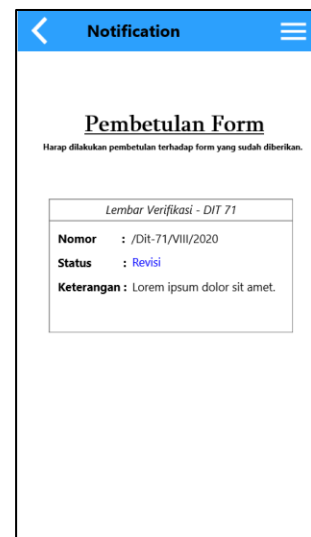 Notification
Pembetulan Form
Harap dilakukan pembetulan terhadap form yang sudah diberikan.
Lembar Verifikasi - DIT 71
Nomor : /Dit-71/VIII/2020
Status : Revisi
Keterangan : Lorem ipsum dolor sit amet.